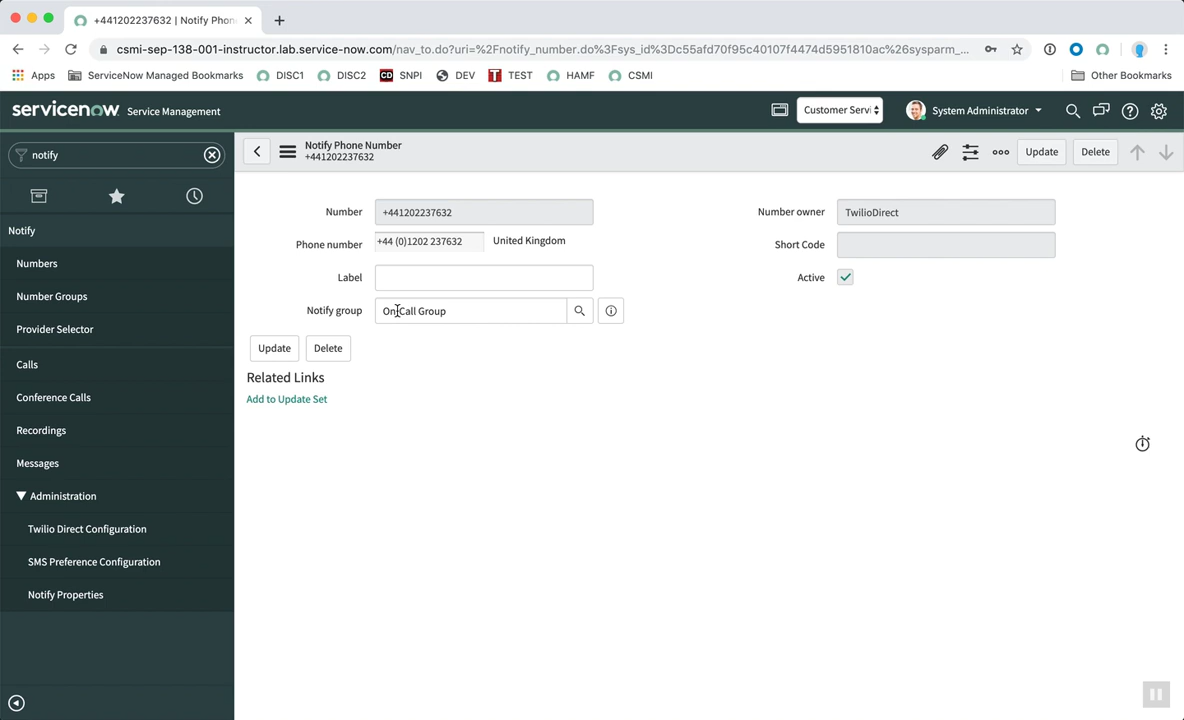 +441202237632 | Notify Phon
csmi-sep-138-001-instructor.lab.service-now.com/nav_to.do?uri=%2Fnotify_number.do%3Fsys_id%3Dc55afd70f95c40107f4474d5951810ac%26sysparm_...
Apps ServiceNow Managed Bookmarks DISC1 DISC2 CD SNPI DEV T TEST HAMF CSMI Other Bookmarks
servicenow Service Management Customer Servi System Administrator
notify
Notify Phone Number
+441202237632
Update Delete
Notify
Numbers
Number Groups
Provider Selector
Calls
Conference Calls
Recordings
Messages
Administration
Twilio Direct Configuration
SMS Preference Configuration
Notify Properties
Number +441202237632
Phone number +44 (0)1202 237632 United Kingdom
Label
Notify group On Call Group
Number owner TwilioDirect
Short Code
Active
Update Delete
Related Links
Add to Update Set